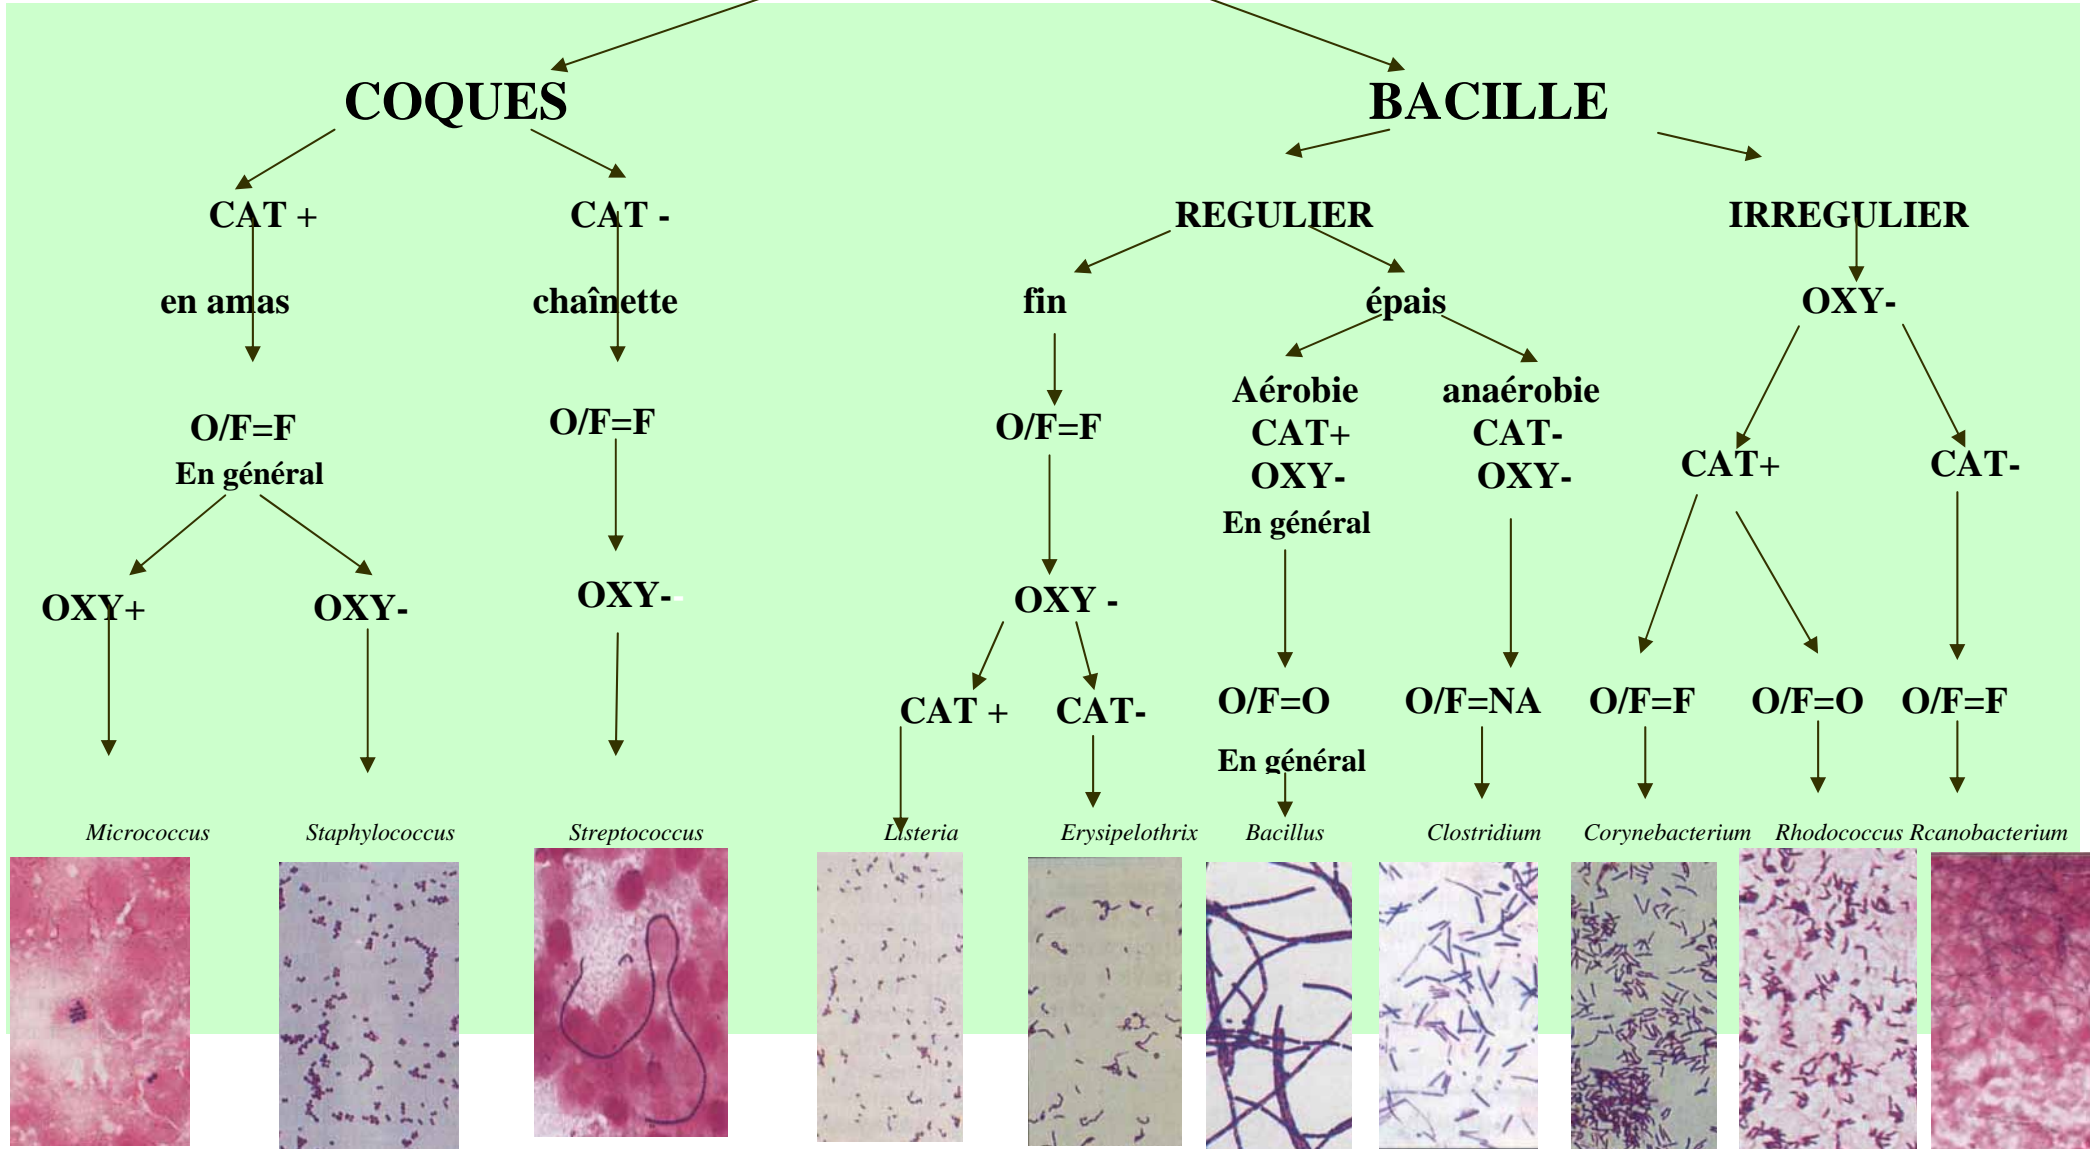 COQUES BACILLE
CAT + CAT - REGULIER IRREGULIER
en amas chaînette fin épais OXY-
Aérobie anaérobie
O/F=F O/F=F O/F=F CAT+ CAT-
En général OXY- OXY- CAT+ CAT-
En général
OXY+ OXY- OXY-- OXY -
CAT + CAT- O/F=O O/F=NA O/F=F O/F=O O/F=F
En général
Micrococcus Staphylococcus Streptococcus Listeria Erysipelothrix Bacillus Clostridium Corynebacterium Rhodococcus Rcanobacterium